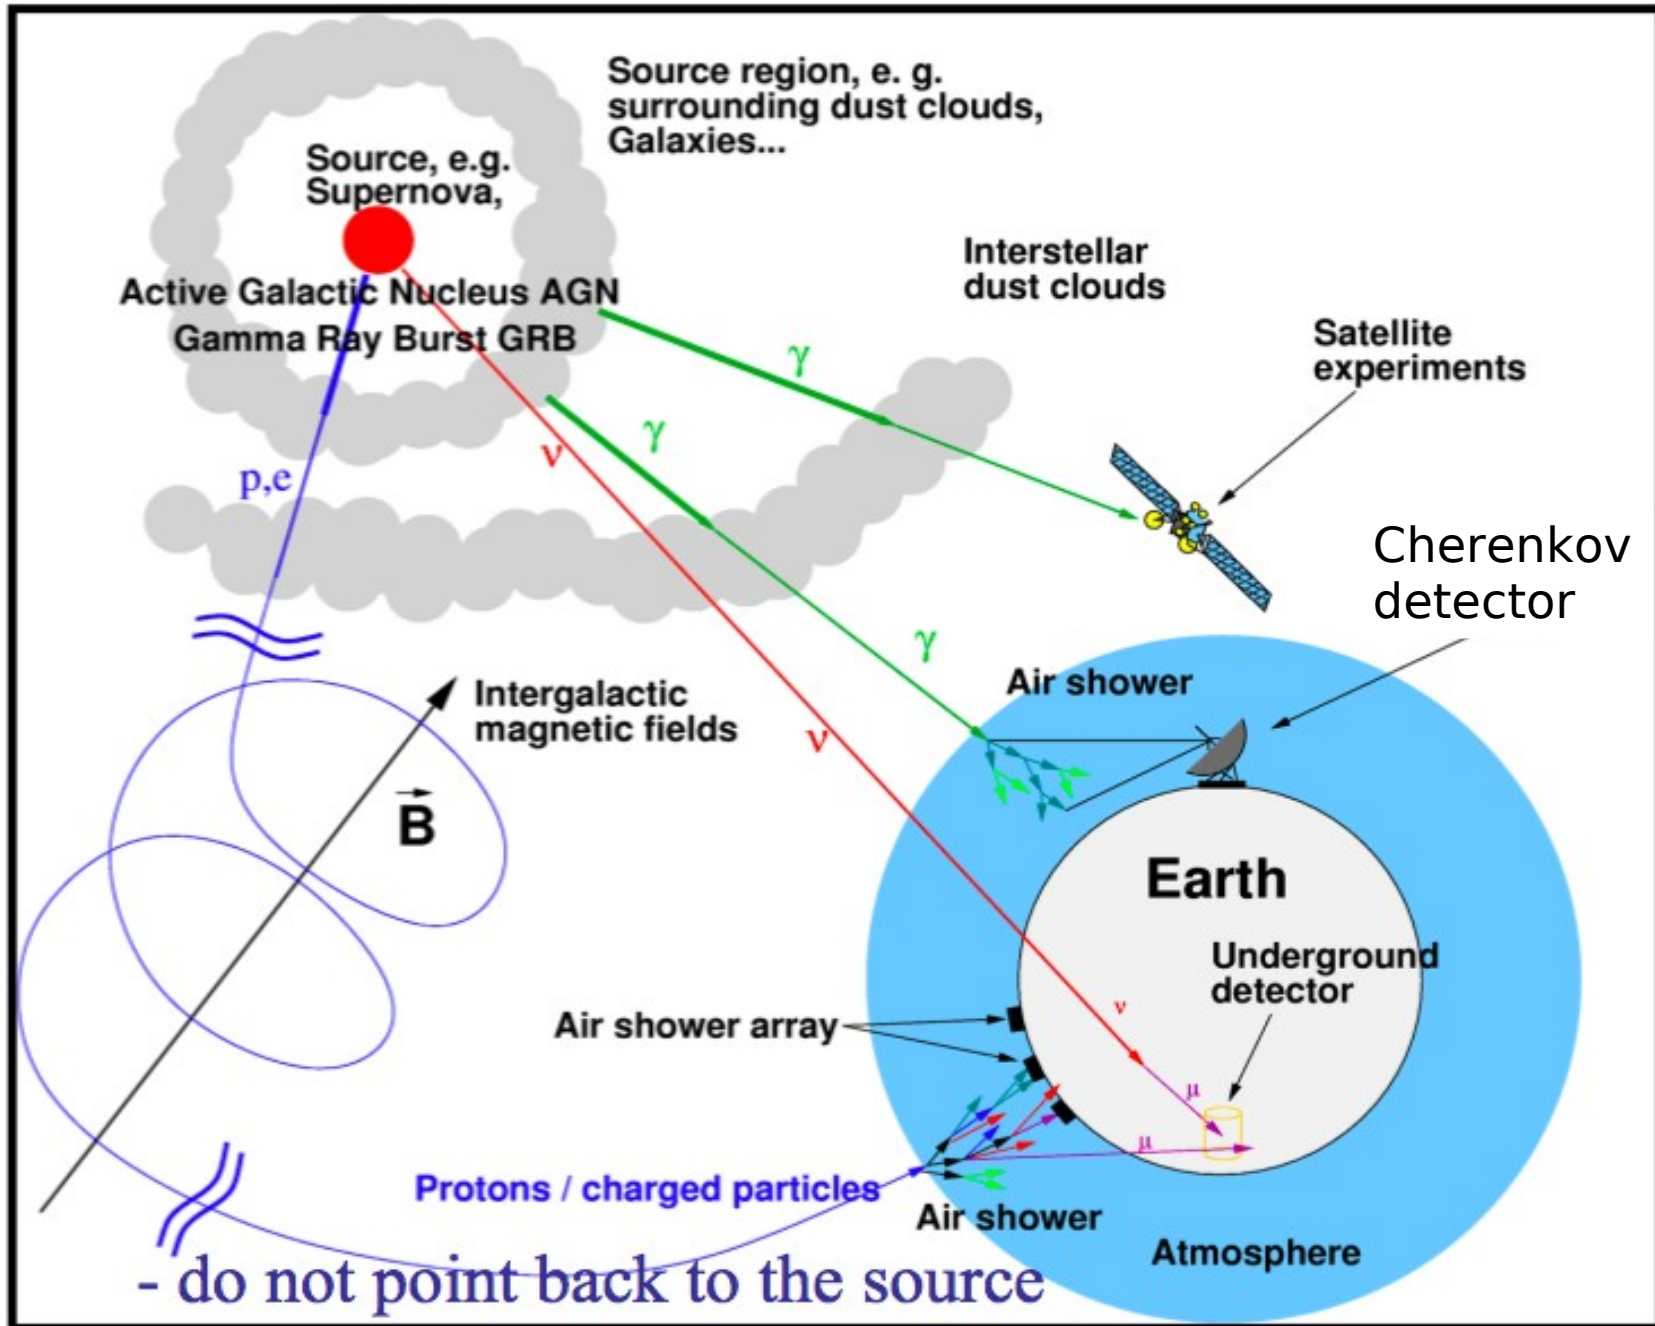 Source region, e. g.
surrounding dust clouds,
Galaxies...
Source, e.g.
Supernova,
Active Galactic Nucleus AGN
Gamma Ray Burst GRB
Interstellar
dust clouds
Satellite
experiments
γ
γ
ν
p,e
Cherenkov
detector
γ
Air shower
Intergalactic
magnetic fields
ν
B
Earth
Underground
detector
ν
Air shower array
μ
μ
Protons / charged particles
Air shower
Atmosphere
- do not point back to the source